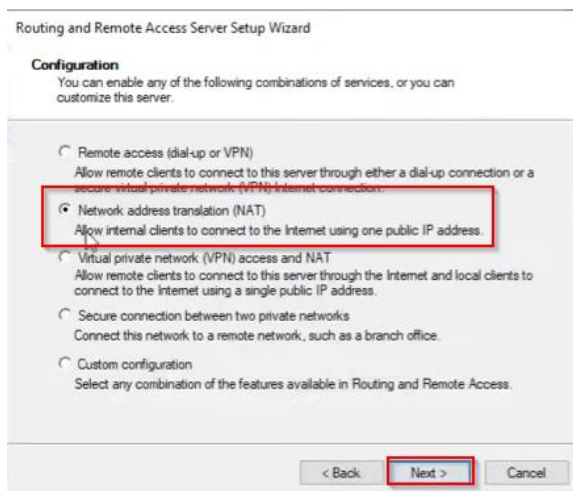 Routing and Remote Access Server Setup Wizard
Configuration
You can enable any of the following combinations of services, or you can
customize this server.
Remote access (dial-up or VPN)
Allow remote clients to connect to this server through either a dial-up connection or a
secure virtual private network (VPN) Internet connection.
Network address translation (NAT)
Allow internal clients to connect to the Internet using one public IP address.
Virtual private network (VPN) access and NAT
Allow remote clients to connect to this server through the Internet and local clients to
connect to the Internet using a single public IP address.
Secure connection between two private networks
Connect this network to a remote network, such as a branch office.
Custom configuration
Select any combination of the features available in Routing and Remote Access.
< Back Next > Cancel